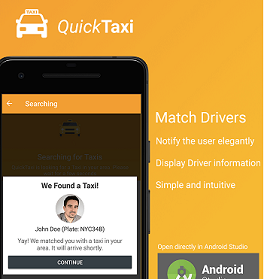 TAXI
QuickTaxi
Searching
Searching for Taxi
We Found a Taxi!
John Doe (Plate: NYC34B)
Yay! We matched you with a taxi in your
area. It will arrive shortly.
CONTINUE
Match Drivers
Notify the user elegantly
Display Driver information
Simple and intuitive
Open directly in Android Studio
Android
Studio